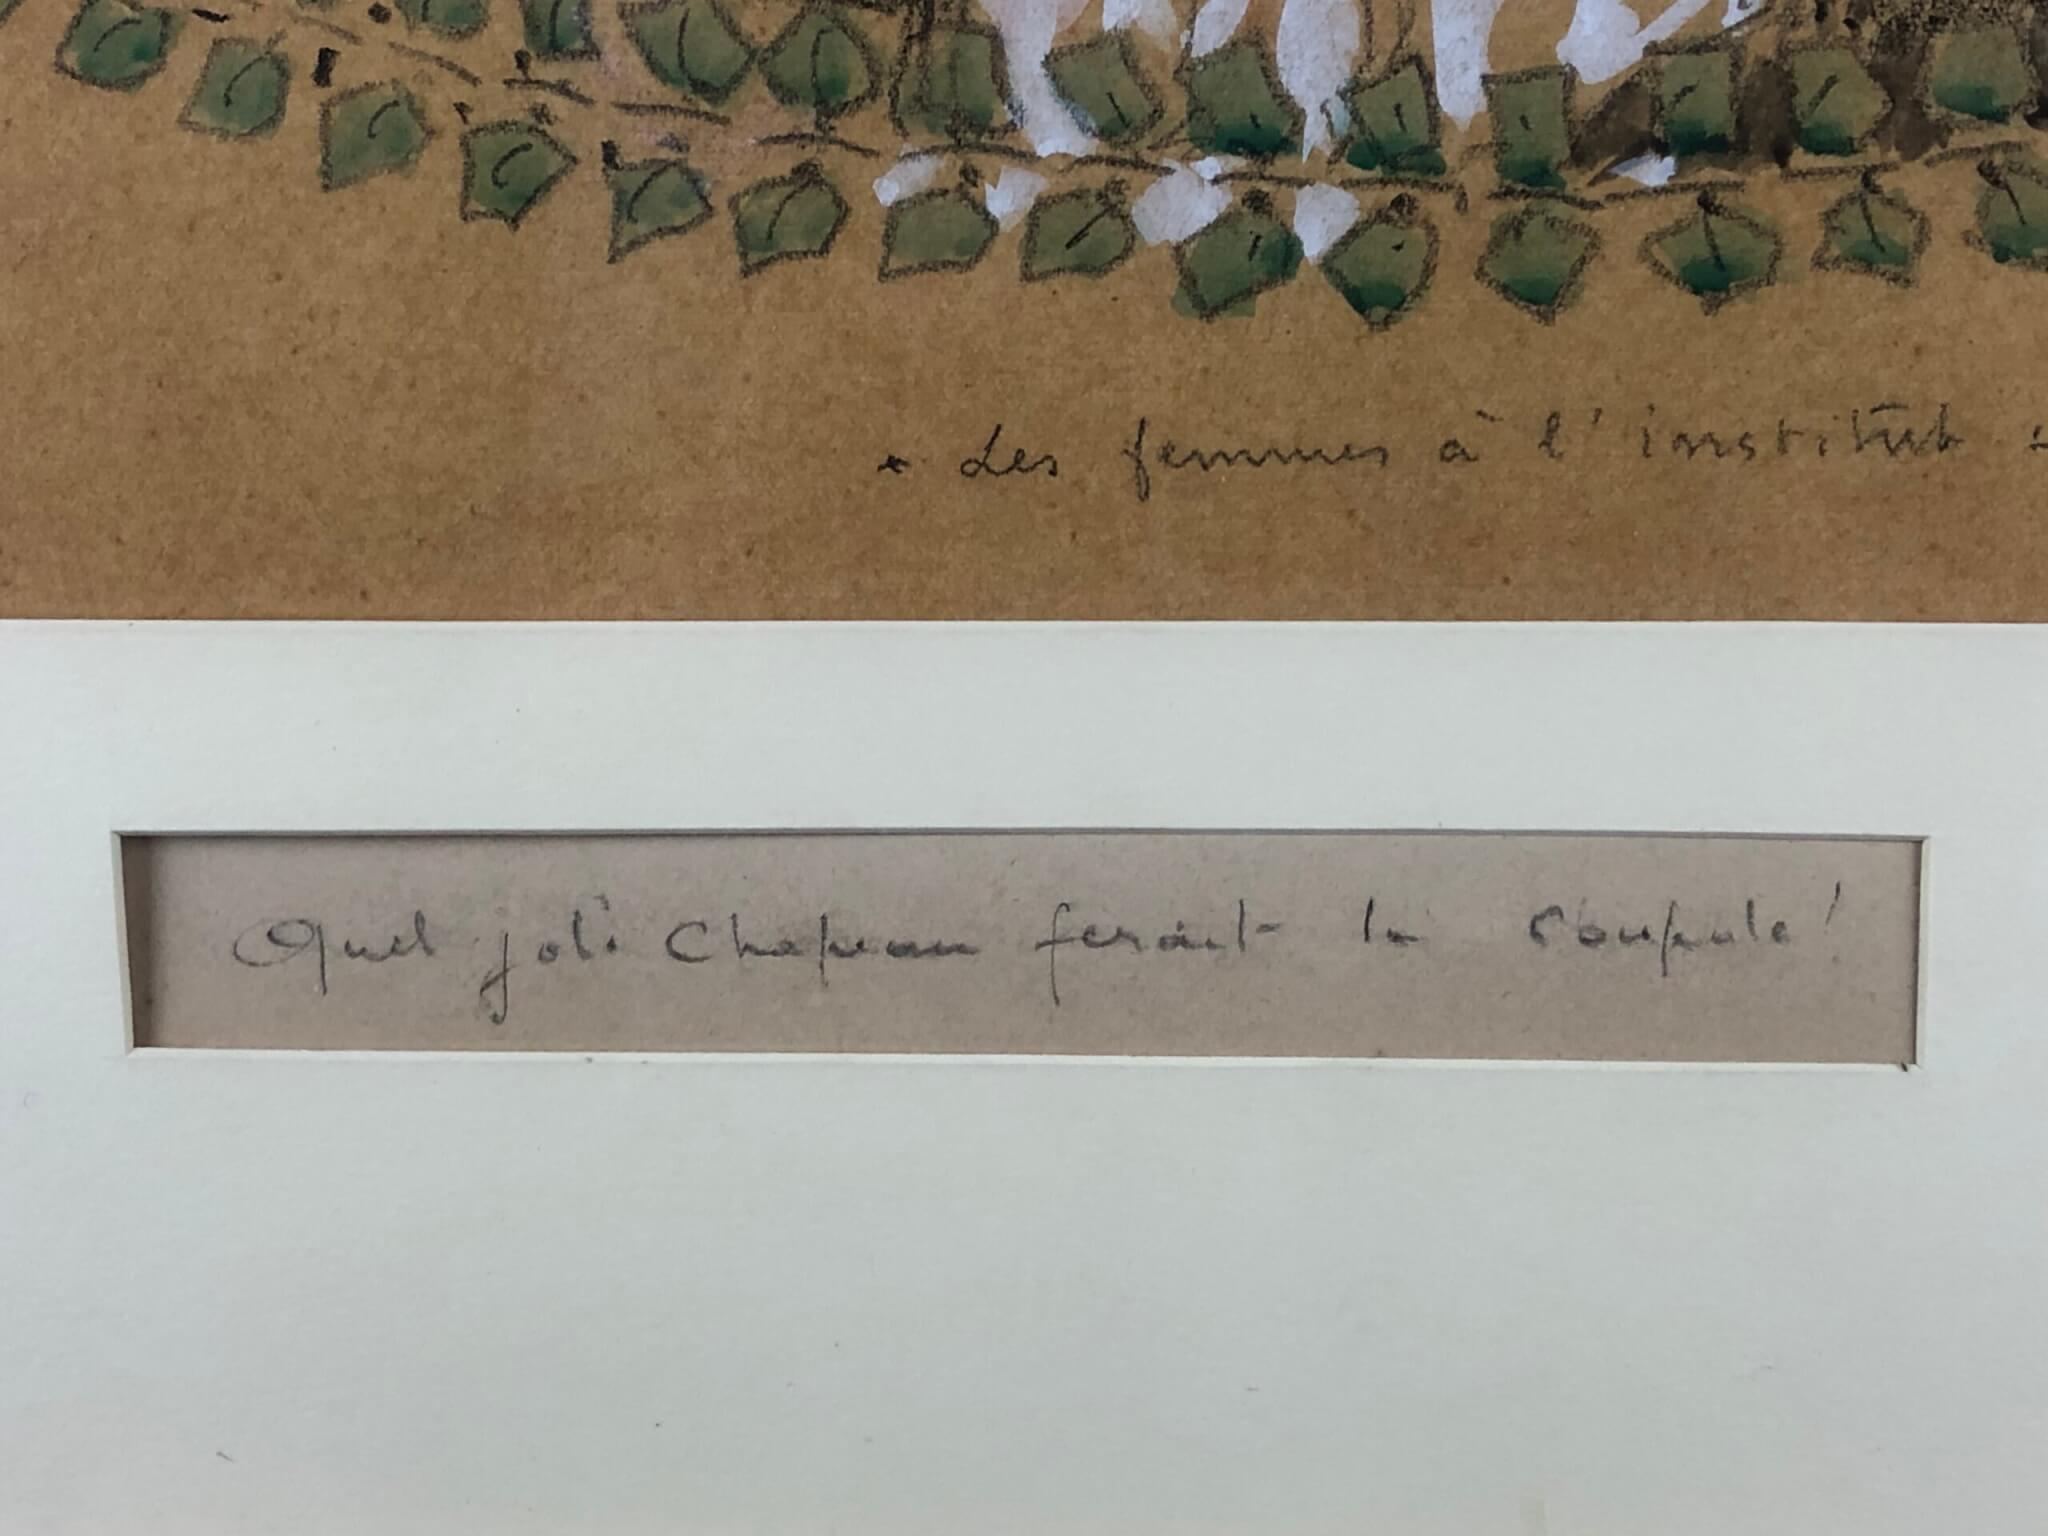 * Les femmes à l'institut -
Quel joli Chapeau ferait la coupole !